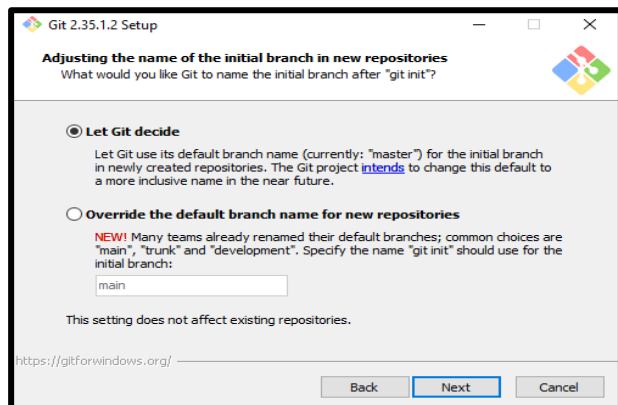 Git 2.35.1.2 Setup
Adjusting the name of the initial branch in new repositories
What would you like Git to name the initial branch after "git init"?
Let Git decide
Let Git use its default branch name (currently: "master") for the initial branch
in newly created repositories. The Git project intends to change this default to
a more inclusive name in the near future.
Override the default branch name for new repositories
NEW! Many teams already renamed their default branches; common choices are
"main", "trunk" and "development". Specify the name "git init" should use for the
initial branch:
main
This setting does not affect existing repositories.
https://gitforwindows.org/
Back Next Cancel